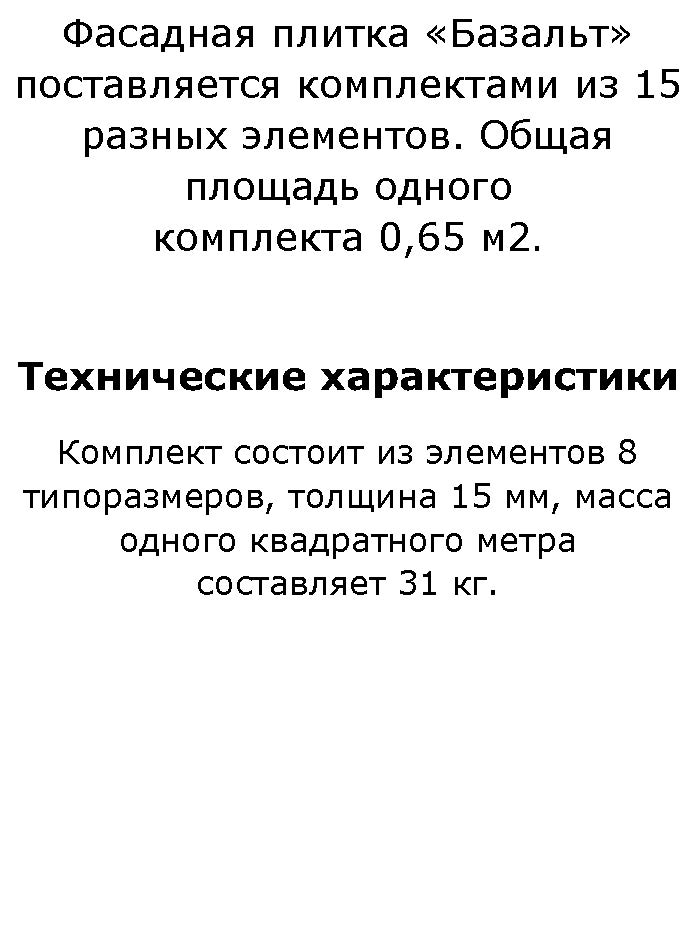 Фасадная плитка «Базальт»
поставляется комплектами из 15
разных элементов. Общая
площадь одного
комплекта 0,65 м2.
Технические характеристики
Комплект состоит из элементов 8
типоразмеров, толщина 15 мм, масса
одного квадратного метра
составляет 31 кг.